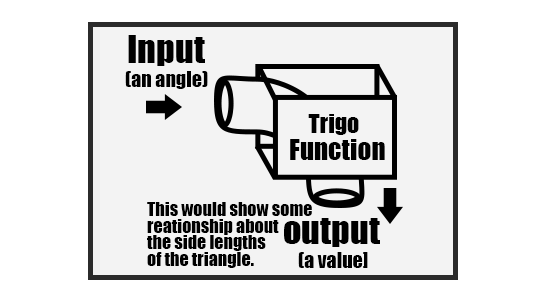 Input
(an angle)
Trigo
Function
This would show some
reationship about
the side lengths
of the triangle.
output
(a value]